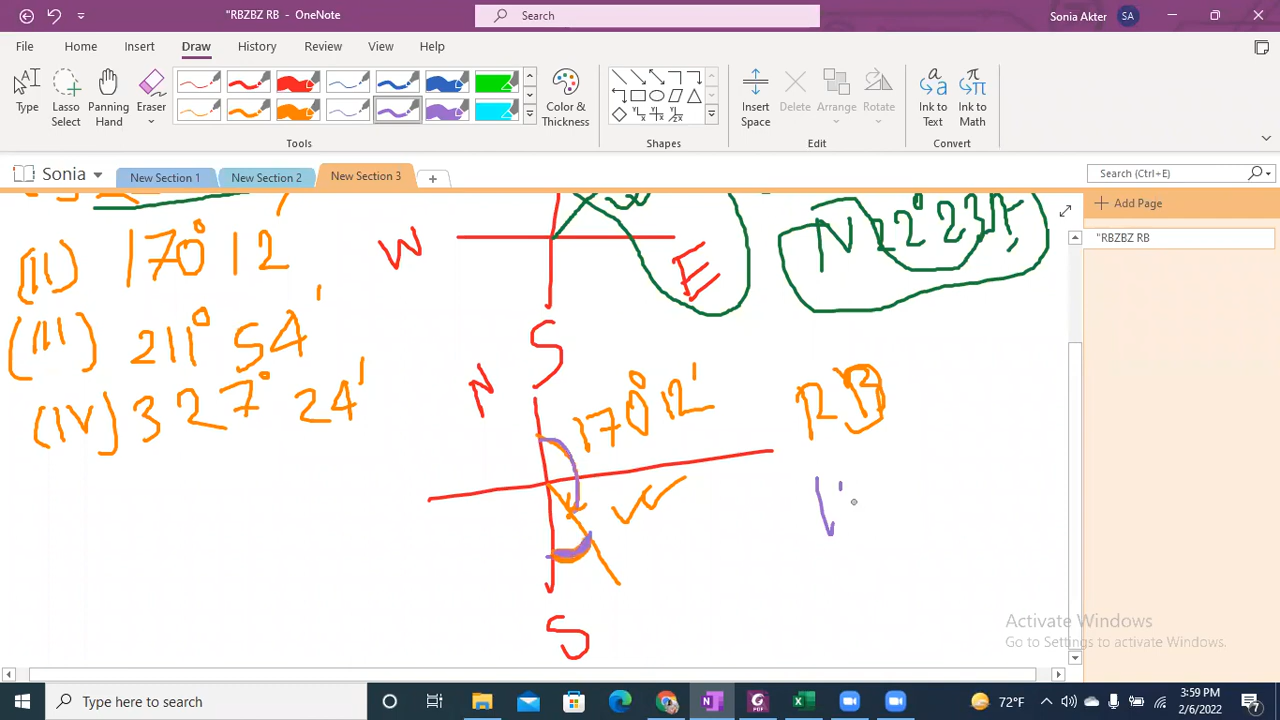 "RBZBZ RB - OneNote
Search
Sonia Akter
SA
File
Home
Insert
Draw
History
Review
View
Help
Type
Lasso Select
Panning Hand
Eraser
Color & Thickness
Insert Space
Delete
Arrange
Rotate
Ink to Text
Ink to Math
Tools
Shapes
Edit
Convert
Sonia
New Section 1
New Section 2
New Section 3
Search (Ctrl+E)
Add Page
"RBZBZ RB
W
E
S
N 22° 23'
(III) 170° 12
(III) 211° 54'
(IV) 327° 24'
N
170° 12'
RB
S
Activate Windows
Go to Settings to activate Windows.
Type here to search
72°F
3:59 PM
2/6/2022